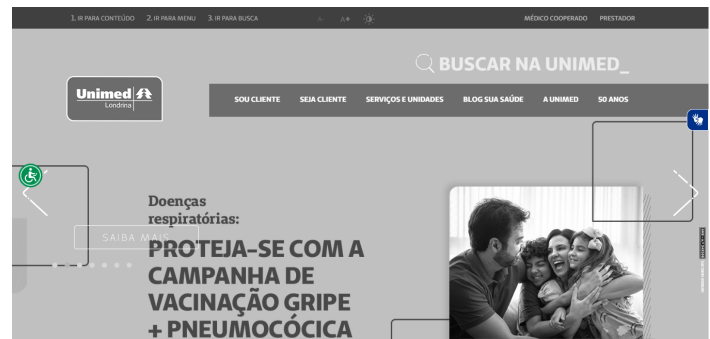 1. IR PARA CONTEÚDO 2. IR PARA MENU 3. IR PARA BUSCA A- A+ MÉDICO COOPERADO PRESTADOR
BUSCAR NA UNIMED_
Unimed
Londrina
SOU CLIENTE SEJA CLIENTE SERVIÇOS E UNIDADES BLOG SUA SAÚDE A UNIMED 50 ANOS
Doenças
respiratórias:
SAIBA MAIS
PROTEJA-SE COM A
CAMPANHA DE
VACINAÇÃO GRIPE
+ PNEUMOCÓCICA